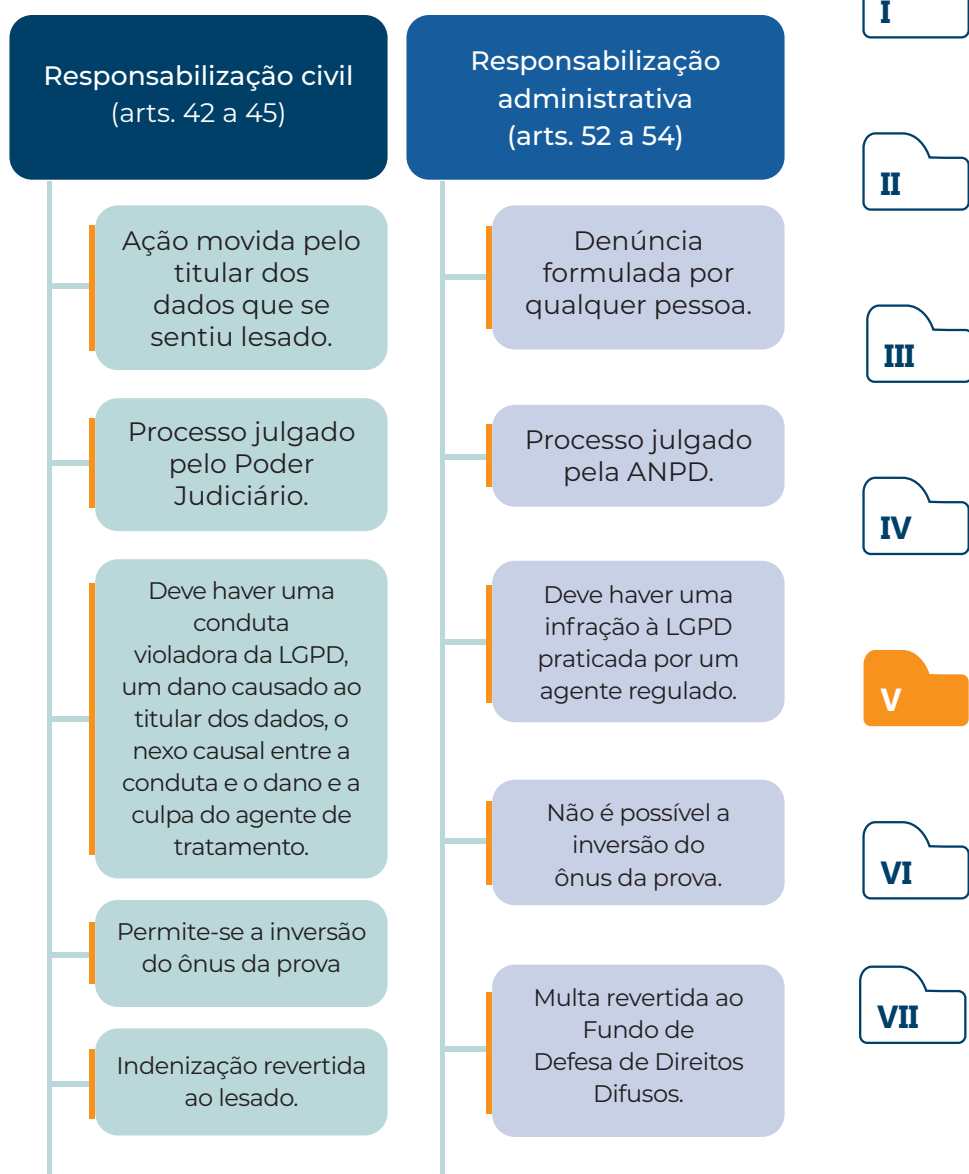 Responsabilização civil
(arts. 42 a 45)
Ação movida pelo
titular dos
dados que se
sentiu lesado.
Processo julgado
pelo Poder
Judiciário.
Deve haver uma
conduta
violadora da LGPD,
um dano causado ao
titular dos dados, o
nexo causal entre a
conduta e o dano e a
culpa do agente de
tratamento.
Permite-se a inversão
do ônus da prova
Indenização revertida
ao lesado.
Responsabilização
administrativa
(arts. 52 a 54)
Denúncia
formulada por
qualquer pessoa.
Processo julgado
pela ANPD.
Deve haver uma
infração à LGPD
praticada por um
agente regulado.
Não é possível a
inversão do
ônus da prova.
Multa revertida ao
Fundo de
Defesa de Direitos
Difusos.
I
II
III
IV
V
VI
VII